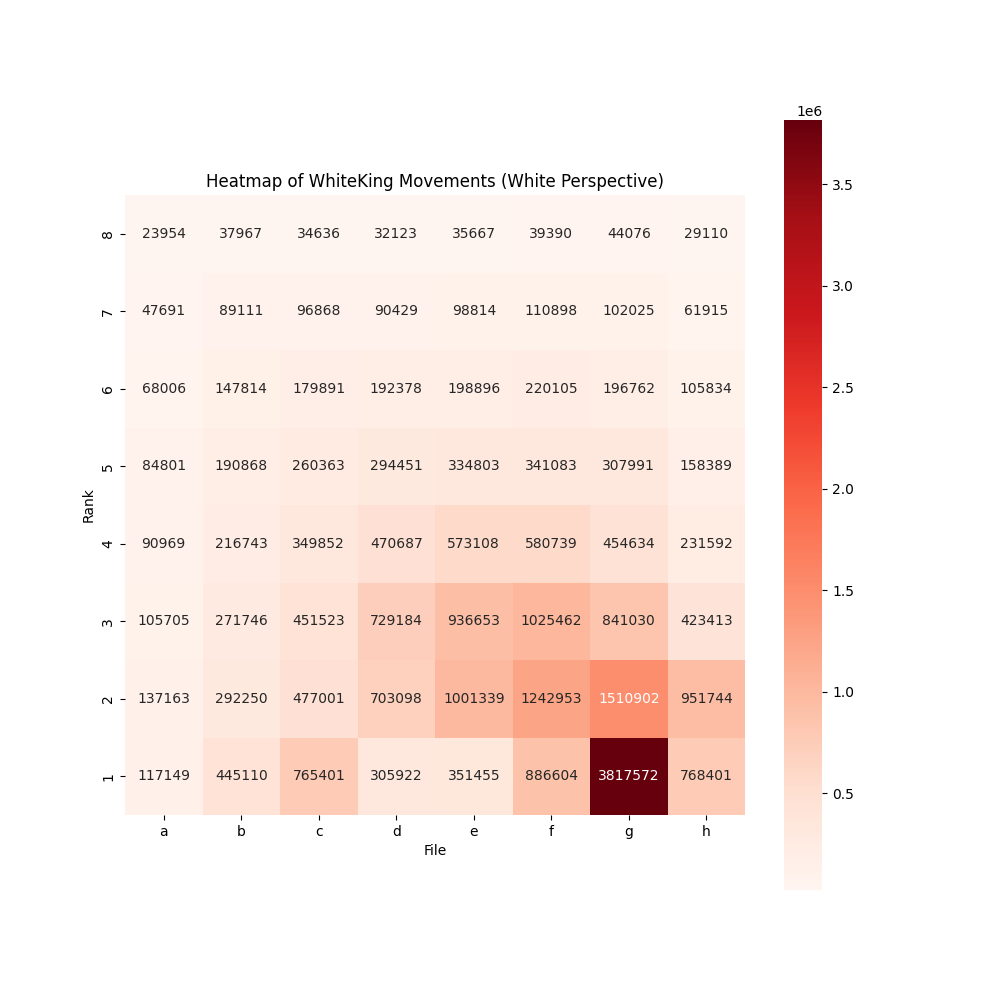 1e6
Heatmap of WhiteKing Movements (White Perspective)
8 23954 37967 34636 32123 35667 39390 44076 29110
7 47691 89111 96868 90429 98814 110898 102025 61915
6 68006 147814 179891 192378 198896 220105 196762 105834
5 84801 190868 260363 294451 334803 341083 307991 158389
4 90969 216743 349852 470687 573108 580739 454634 231592
3 105705 271746 451523 729184 936653 1025462 841030 423413
2 137163 292250 477001 703098 1001339 1242953 1510902 951744
1 117149 445110 765401 305922 351455 886604 3817572 768401
a b c d e f g h
File
Rank
3.5
3.0
2.5
2.0
1.5
1.0
0.5